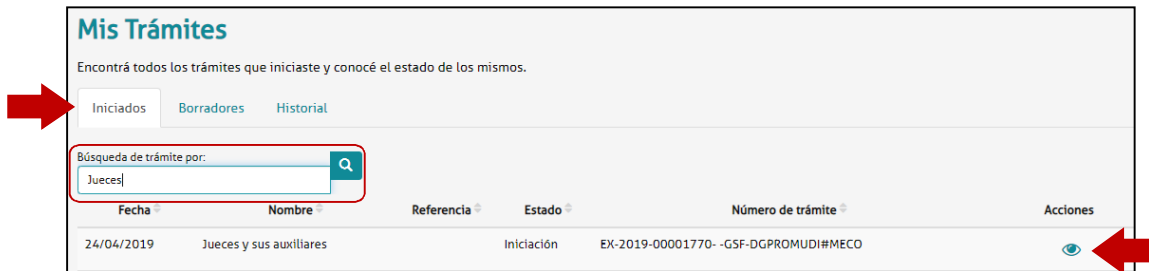 Mis Trámites
Encontrá todos los trámites que iniciaste y conocé el estado de los mismos.
Iniciados Borradores Historial
Búsqueda de trámite por:
Jueces
Fecha Nombre Referencia Estado Número de trámite Acciones
24/04/2019 Jueces y sus auxiliares Iniciación EX-2019-00001770- -GSF-DGPROMUDI#MECO